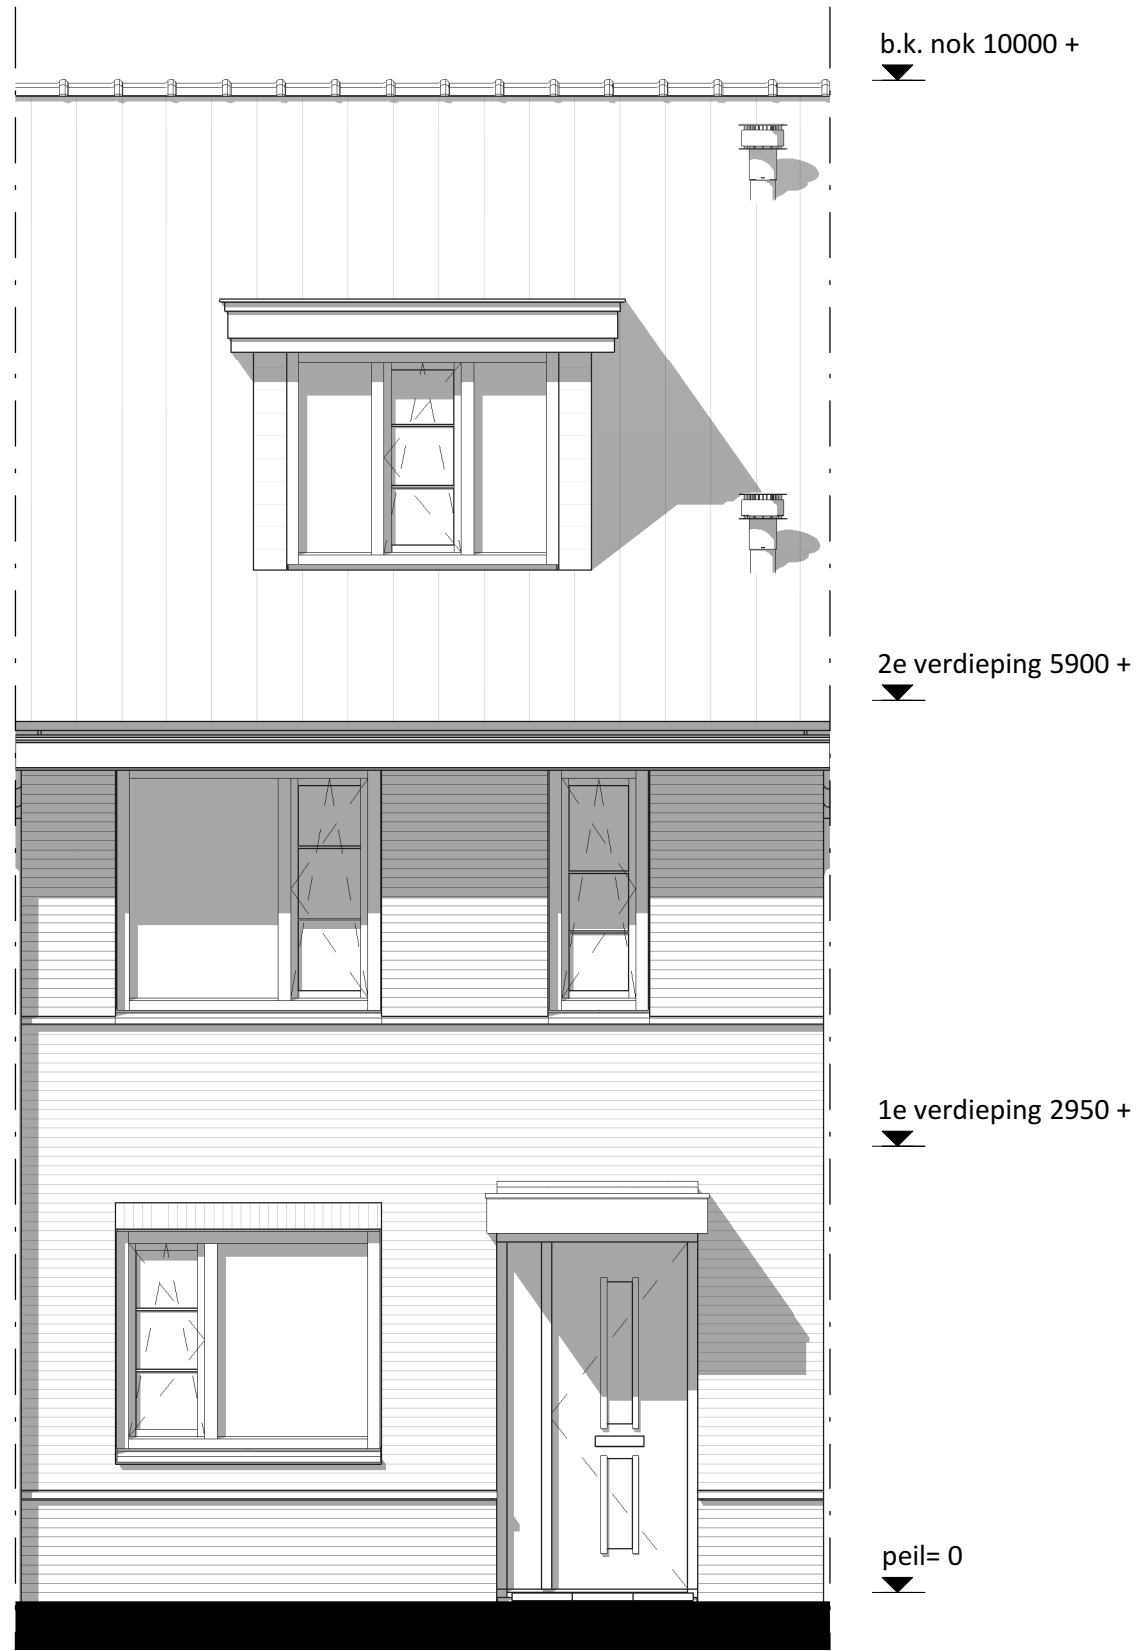 b.k. nok 10000 +
2e verdieping 5900 +
1e verdieping 2950 +
peil= 0